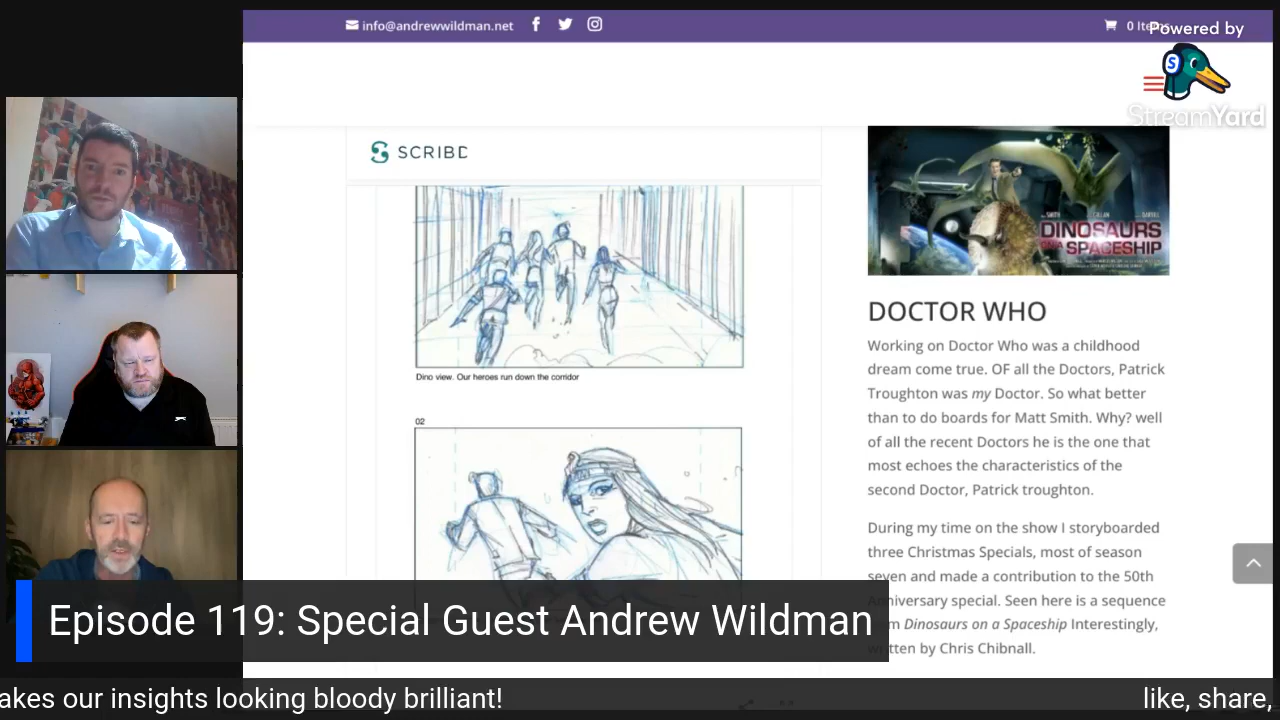 info@andrewwildman.net
0 Items
Powered by
StreamYard
SCRIBD
SMITH
DINOSAURS
ON A SPACESHIP
Dino view. Our heroes run down the corridor
02
DOCTOR WHO
Working on Doctor Who was a childhood
dream come true. OF all the Doctors, Patrick
Troughton was my Doctor. So what better
than to do boards for Matt Smith. Why? well
of all the recent Doctors he is the one that
most echoes the characteristics of the
second Doctor, Patrick troughton.
During my time on the show I storyboarded
three Christmas Specials, most of season
seven and made a contribution to the 50th
Anniversary special. Seen here is a sequence
m Dinosaurs on a Spaceship Interestingly,
written by Chris Chibnall.
Episode 119: Special Guest Andrew Wildman
akes our insights looking bloody brilliant!
like, share,